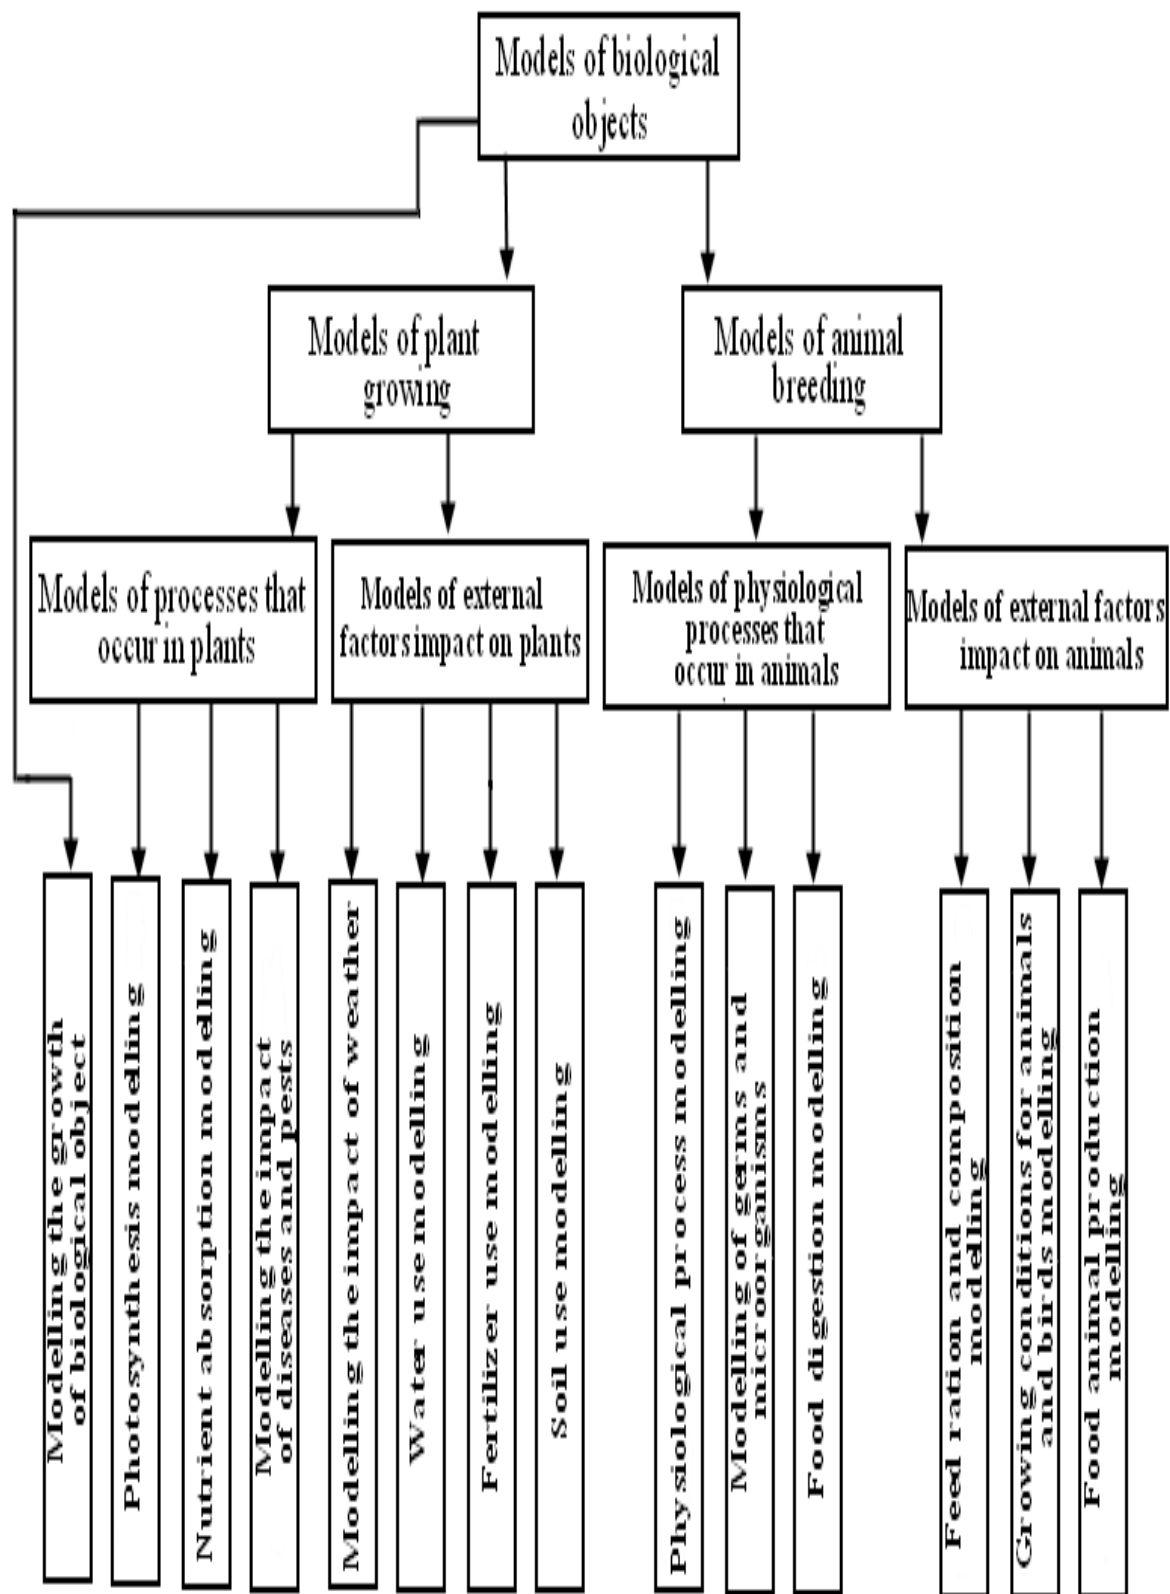 Models of biological
objects
Models of plant
growing
Models of animal
breeding
Models of processes that
occur in plants
Models of external
factors impact on plants
Models of physiological
processes that
occur in animals
Models of external factors
impact on animals
Modelling the growth
of biological object
Photosynthesis modelling
Nutrient absorption modelling
Modelling the impact
of diseases and pests
Modelling the impact of weather
Water use modelling
Fertilizer use modelling
Soil use modelling
Physiological process modelling
Modelling of germs and
microorganisms
Food digestion modelling
Feed ration and composition
modelling
Growing conditions for animals
and birds modelling
Food animal production
modelling